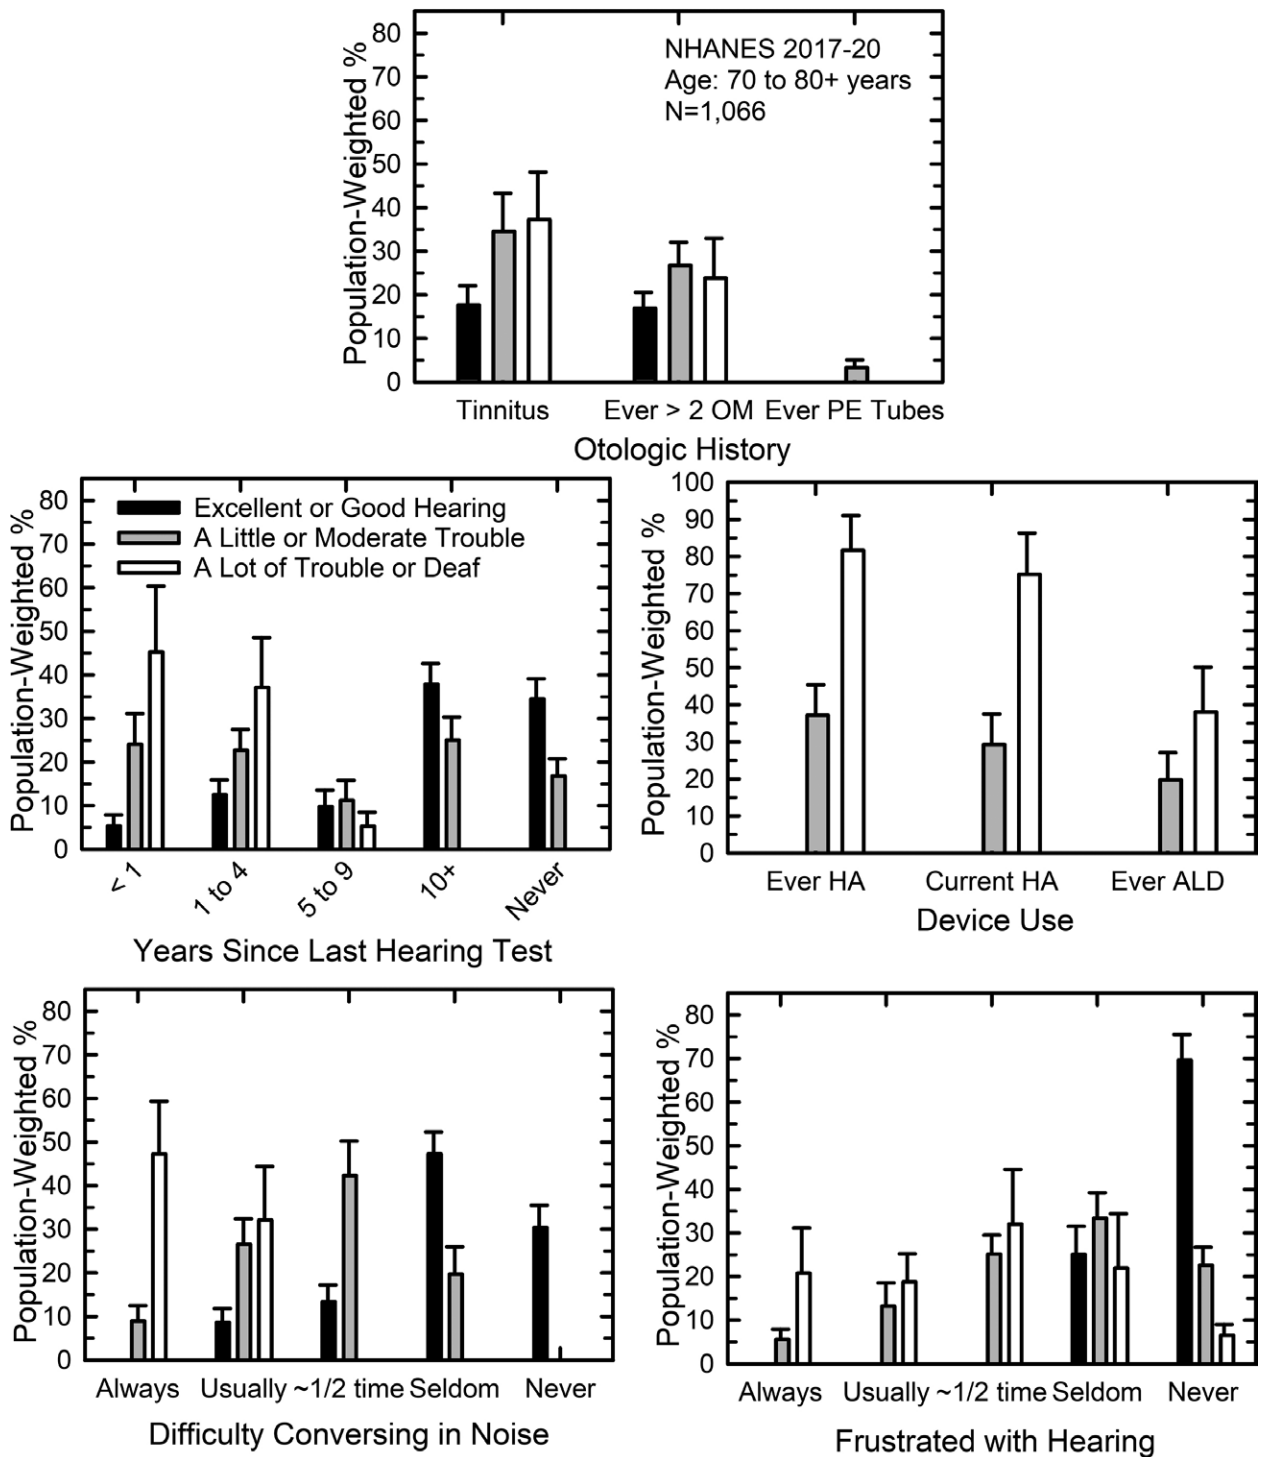 Population-Weighted %
80
70
60
50
40
30
20
10
0
NHANES 2017-20
Age: 70 to 80+ years
N=1,066
Tinnitus Ever > 2 OM Ever PE Tubes
Otologic History
Population-Weighted %
80
70
60
50
40
30
20
10
0
Excellent or Good Hearing
A Little or Moderate Trouble
A Lot of Trouble or Deaf
< 1 1 to 4 5 to 9 10+ Never
Years Since Last Hearing Test
Population-Weighted %
100
90
80
70
60
50
40
30
20
10
0
Ever HA Current HA Ever ALD
Device Use
Population-Weighted %
80
70
60
50
40
30
20
10
0
Always Usually ~1/2 time Seldom Never
Difficulty Conversing in Noise
Population-Weighted %
80
70
60
50
40
30
20
10
0
Always Usually ~1/2 time Seldom Never
Frustrated with Hearing